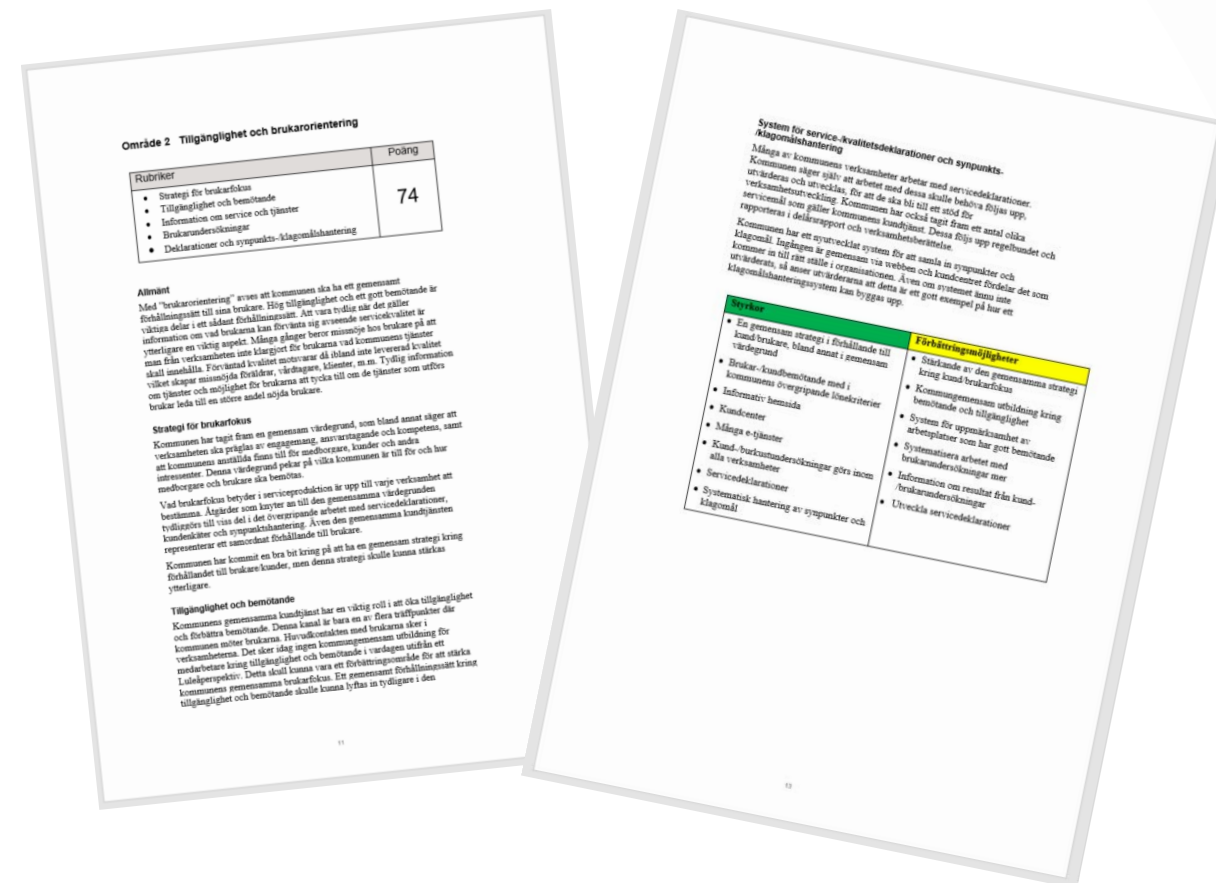 Område 2 Tillgänglighet och brukarorientering
Rubriker
Poäng
• Strategi för brukarfokus
• Tillgänglighet och bemötande
• Information om service och tjänster
• Brukarundersökningar
• Deklarationer och synpunkts-/klagomålshantering
74
Allmänt
Med "brukarorientering" avses att kommunen ska ha ett gemensamt
förhållningssätt till sina brukare. Hög tillgänglighet och ett gott bemötande är
viktiga delar i ett sådant förhållningssätt. Att vara tydlig när det gäller
information om vad brukarna kan förvänta sig avseende servicekvalitet är
ytterligare en viktig aspekt. Många gånger beror missnöje hos brukare på att
man från verksamheten inte klargjort för brukarna vad kommunens tjänster
skall innehålla. Förväntad kvalitet motsvarar då ibland inte levererad kvalitet
vilket skapar missnöjda föräldrar, vårdtagare, klienter, m.m. Tydlig information
om tjänster och möjlighet för brukarna att tycka till om de tjänster som utförs
brukar leda till en större andel nöjda brukare.
Strategi för brukarfokus
Kommunen har tagit fram en gemensam värdegrund, som bland annat säger att
verksamheten ska präglas av engagemang, ansvarstagande och kompetens, samt
att kommunens anställda finns till för medborgare, kunder och andra
intressenter. Denna värdegrund pekar på vilka kommunen är till för och hur
medborgare och brukare ska bemötas.
Vad brukarfokus betyder i serviceproduktion är upp till varje verksamhet att
bestämma. Åtgärder som knyter an till den gemensamma värdegrunden
tydliggörs till viss del i det övergripande arbetet med servicedeklarationer,
kundenkäter och synpunktshantering. Även den gemensamma kundtjänsten
representerar ett samordnat förhållande till brukare.
Kommunen har kommit en bra bit kring på att ha en gemensam strategi kring
förhållandet till brukare/kunder, men denna strategi skulle kunna stärkas
ytterligare.
Tillgänglighet och bemötande
Kommunens gemensamma kundtjänst har en viktig roll i att öka tillgänglighet
och förbättra bemötande. Denna kanal är bara en av flera träffpunkter där
kommunen möter brukarna. Huvudkontakten med brukarna sker i
verksamheterna. Det sker idag ingen kommungemensam utbildning för
medarbetare kring tillgänglighet och bemötande i vardagen utifrån ett
Luleåperspektiv. Detta skull kunna vara ett förbättringsområde för att stärka
kommunens gemensamma brukarfokus. Ett gemensamt förhållningssätt kring
tillgänglighet och bemötande skulle kunna lyftas in tydligare i den
11
System för service-/kvalitetsdeklarationer och synpunkts-
/klagomålshantering
Många av kommunens verksamheter arbetar med servicedeklarationer.
Kommunen säger själv att arbetet med dessa skulle behöva följas upp,
utvärderas och utvecklas, för att de ska bli till ett stöd för
verksamhetsutveckling. Kommunen har också tagit fram ett antal olika
servicemål som gäller kommunens kundtjänst. Dessa följs upp regelbundet och
rapporteras i delårsrapport och verksamhetsberättelse.
Kommunen har ett nyutvecklat system för att samla in synpunkter och
klagomål. Ingången är gemensam via webben och kundcentret fördelar det som
kommer in till rätt ställe i organisationen. Även om systemet ännu inte
utvärderats, så anser utvärderarna att detta är ett gott exempel på hur ett
klagomålshanteringssystem kan byggas upp.
Styrkor
• En gemensam strategi i förhållande till
kund/brukare, bland annat i gemensam
värdegrund
• Brukar-/kundbemötande med i
kommunens övergripande lönekriterier
• Informativ hemsida
• Kundcenter
• Många e-tjänster
• Kund-/burkustundersökningar görs inom
alla verksamheter
• Servicedeklarationer
• Systematisk hantering av synpunkter och
klagomål
Förbättringsmöjligheter
• Stärkande av den gemensamma strategi
kring kund/brukarfokus
• Kommungemensam utbildning kring
bemötande och tillgänglighet
• System för uppmärksamhet av
arbetsplatser som har gott bemötande
• Systematisera arbetet med
brukarundersökningar mer
• Information om resultat från kund-
/brukarundersökningar
• Utveckla servicedeklarationer
13